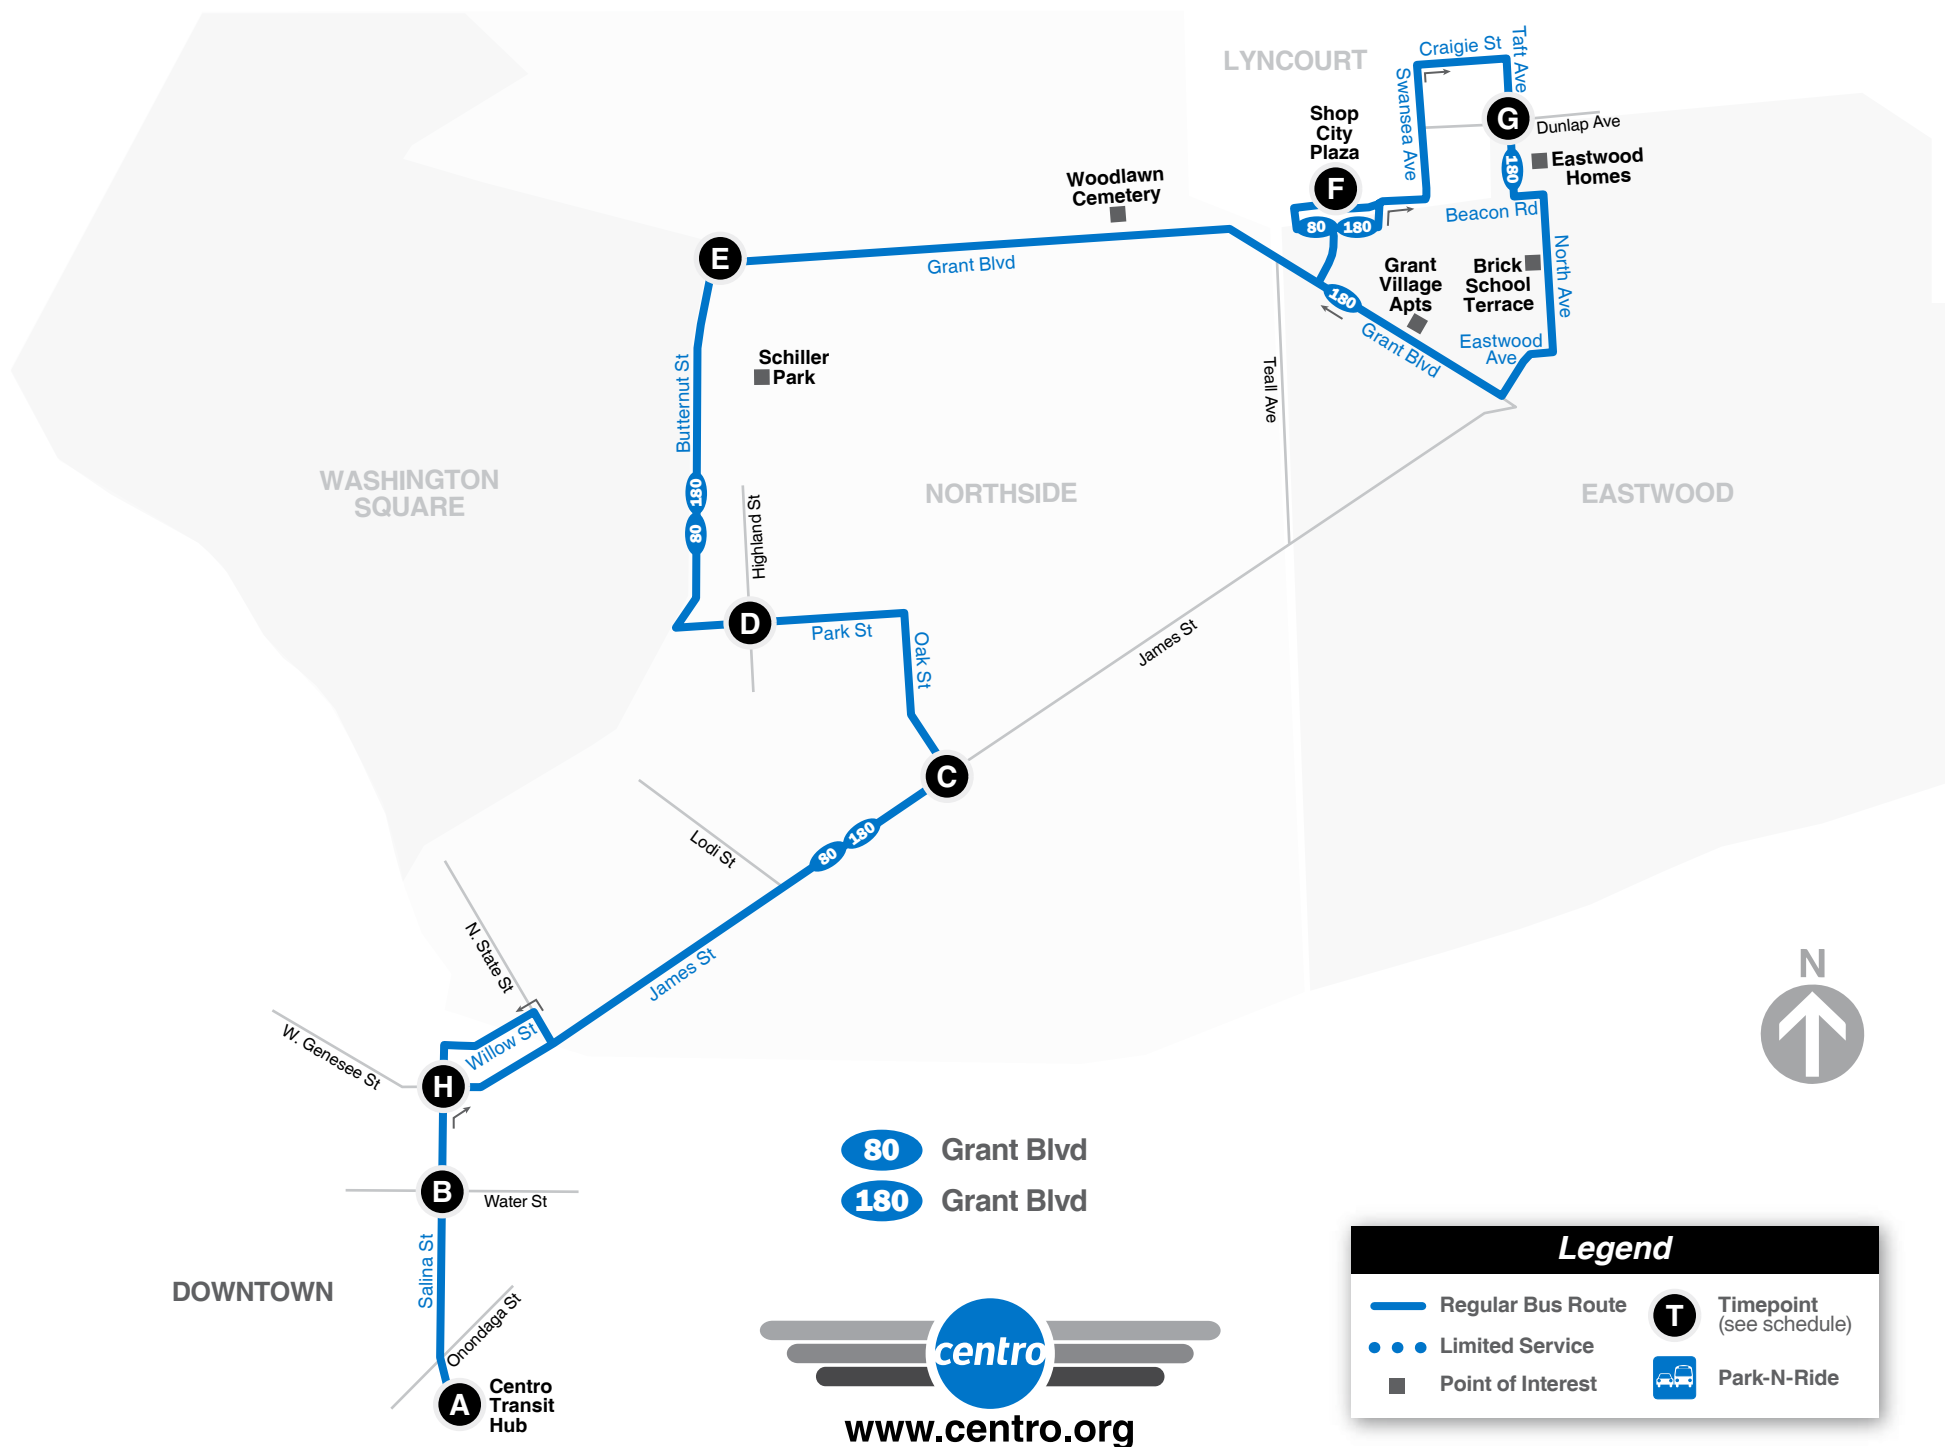 LYNCOURT
Craigie St
Taft Ave
Swansea Ave
Shop
City
Plaza
G
Dunlap Ave
180
Eastwood
Homes
Woodlawn
Cemetery
F
80
180
Beacon Rd
E
Grant Blvd
Grant
Village
Apts
Brick
School
Terrace
North Ave
180
Grant Blvd
Eastwood
Ave
Schiller
Park
Butternut St
Teall Ave
WASHINGTON
SQUARE
NORTHSIDE
EASTWOOD
180
80
Highland St
D
Park St
Oak St
James St
C
180
80
Lodi St
N. State St
James St
W. Genesee St
Willow St
H
N
B
Water St
80
Grant Blvd
180
Grant Blvd
Salina St
DOWNTOWN
Onondaga St
A
Centro
Transit
Hub
centro
www.centro.org
Legend
Regular Bus Route
Limited Service
Point of Interest
T
Timepoint
(see schedule)
Park-N-Ride